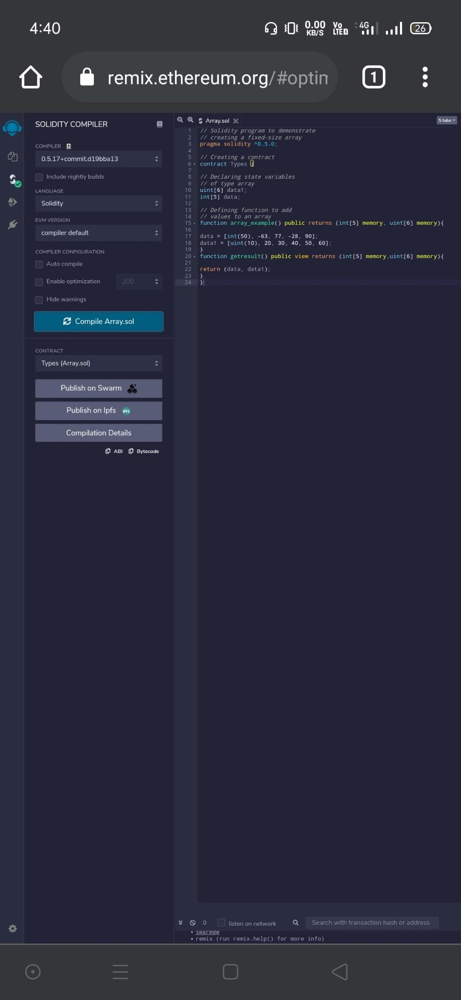 4:40
0.00 KB/S
Vo LTE
4G
26
remix.ethereum.org/#optim
1
SOLIDITY COMPILER
COMPILER
0.5.17+commit.d19bba13
Include nightly builds
LANGUAGE
Solidity
EVM VERSION
compiler default
COMPILER CONFIGURATION
Auto compile
Enable optimization
200
Hide warnings
Compile Array.sol
CONTRACT
Types (Array.sol)
Publish on Swarm
Publish on Ipfs
IPFS
Compilation Details
ABI
Bytecode
Array.sol
5 tabs
1 // Solidity program to demonstrate
2 // creating a fixed-size array
3 pragma solidity ^0.5.0;
4
5 // Creating a contract
6 contract Types {
7
8 // Declaring state variables
9 // of type array
10 uint[6] data1;
11 int[5] data;
12
13 // Defining function to add
14 // values to an array
15 function array_example() public returns (int[5] memory, uint[6] memory){
16
17 data = [int(50), -63, 77, -28, 90];
18 data1 = [uint(10), 20, 30, 40, 50, 60];
19 }
20 function getresult() public view returns (int[5] memory,uint[6] memory){
21
22 return (data, data1);
23 }
24 }
0
listen on network
Search with transaction hash or address
• swarmgw
• remix (run remix.help() for more info)